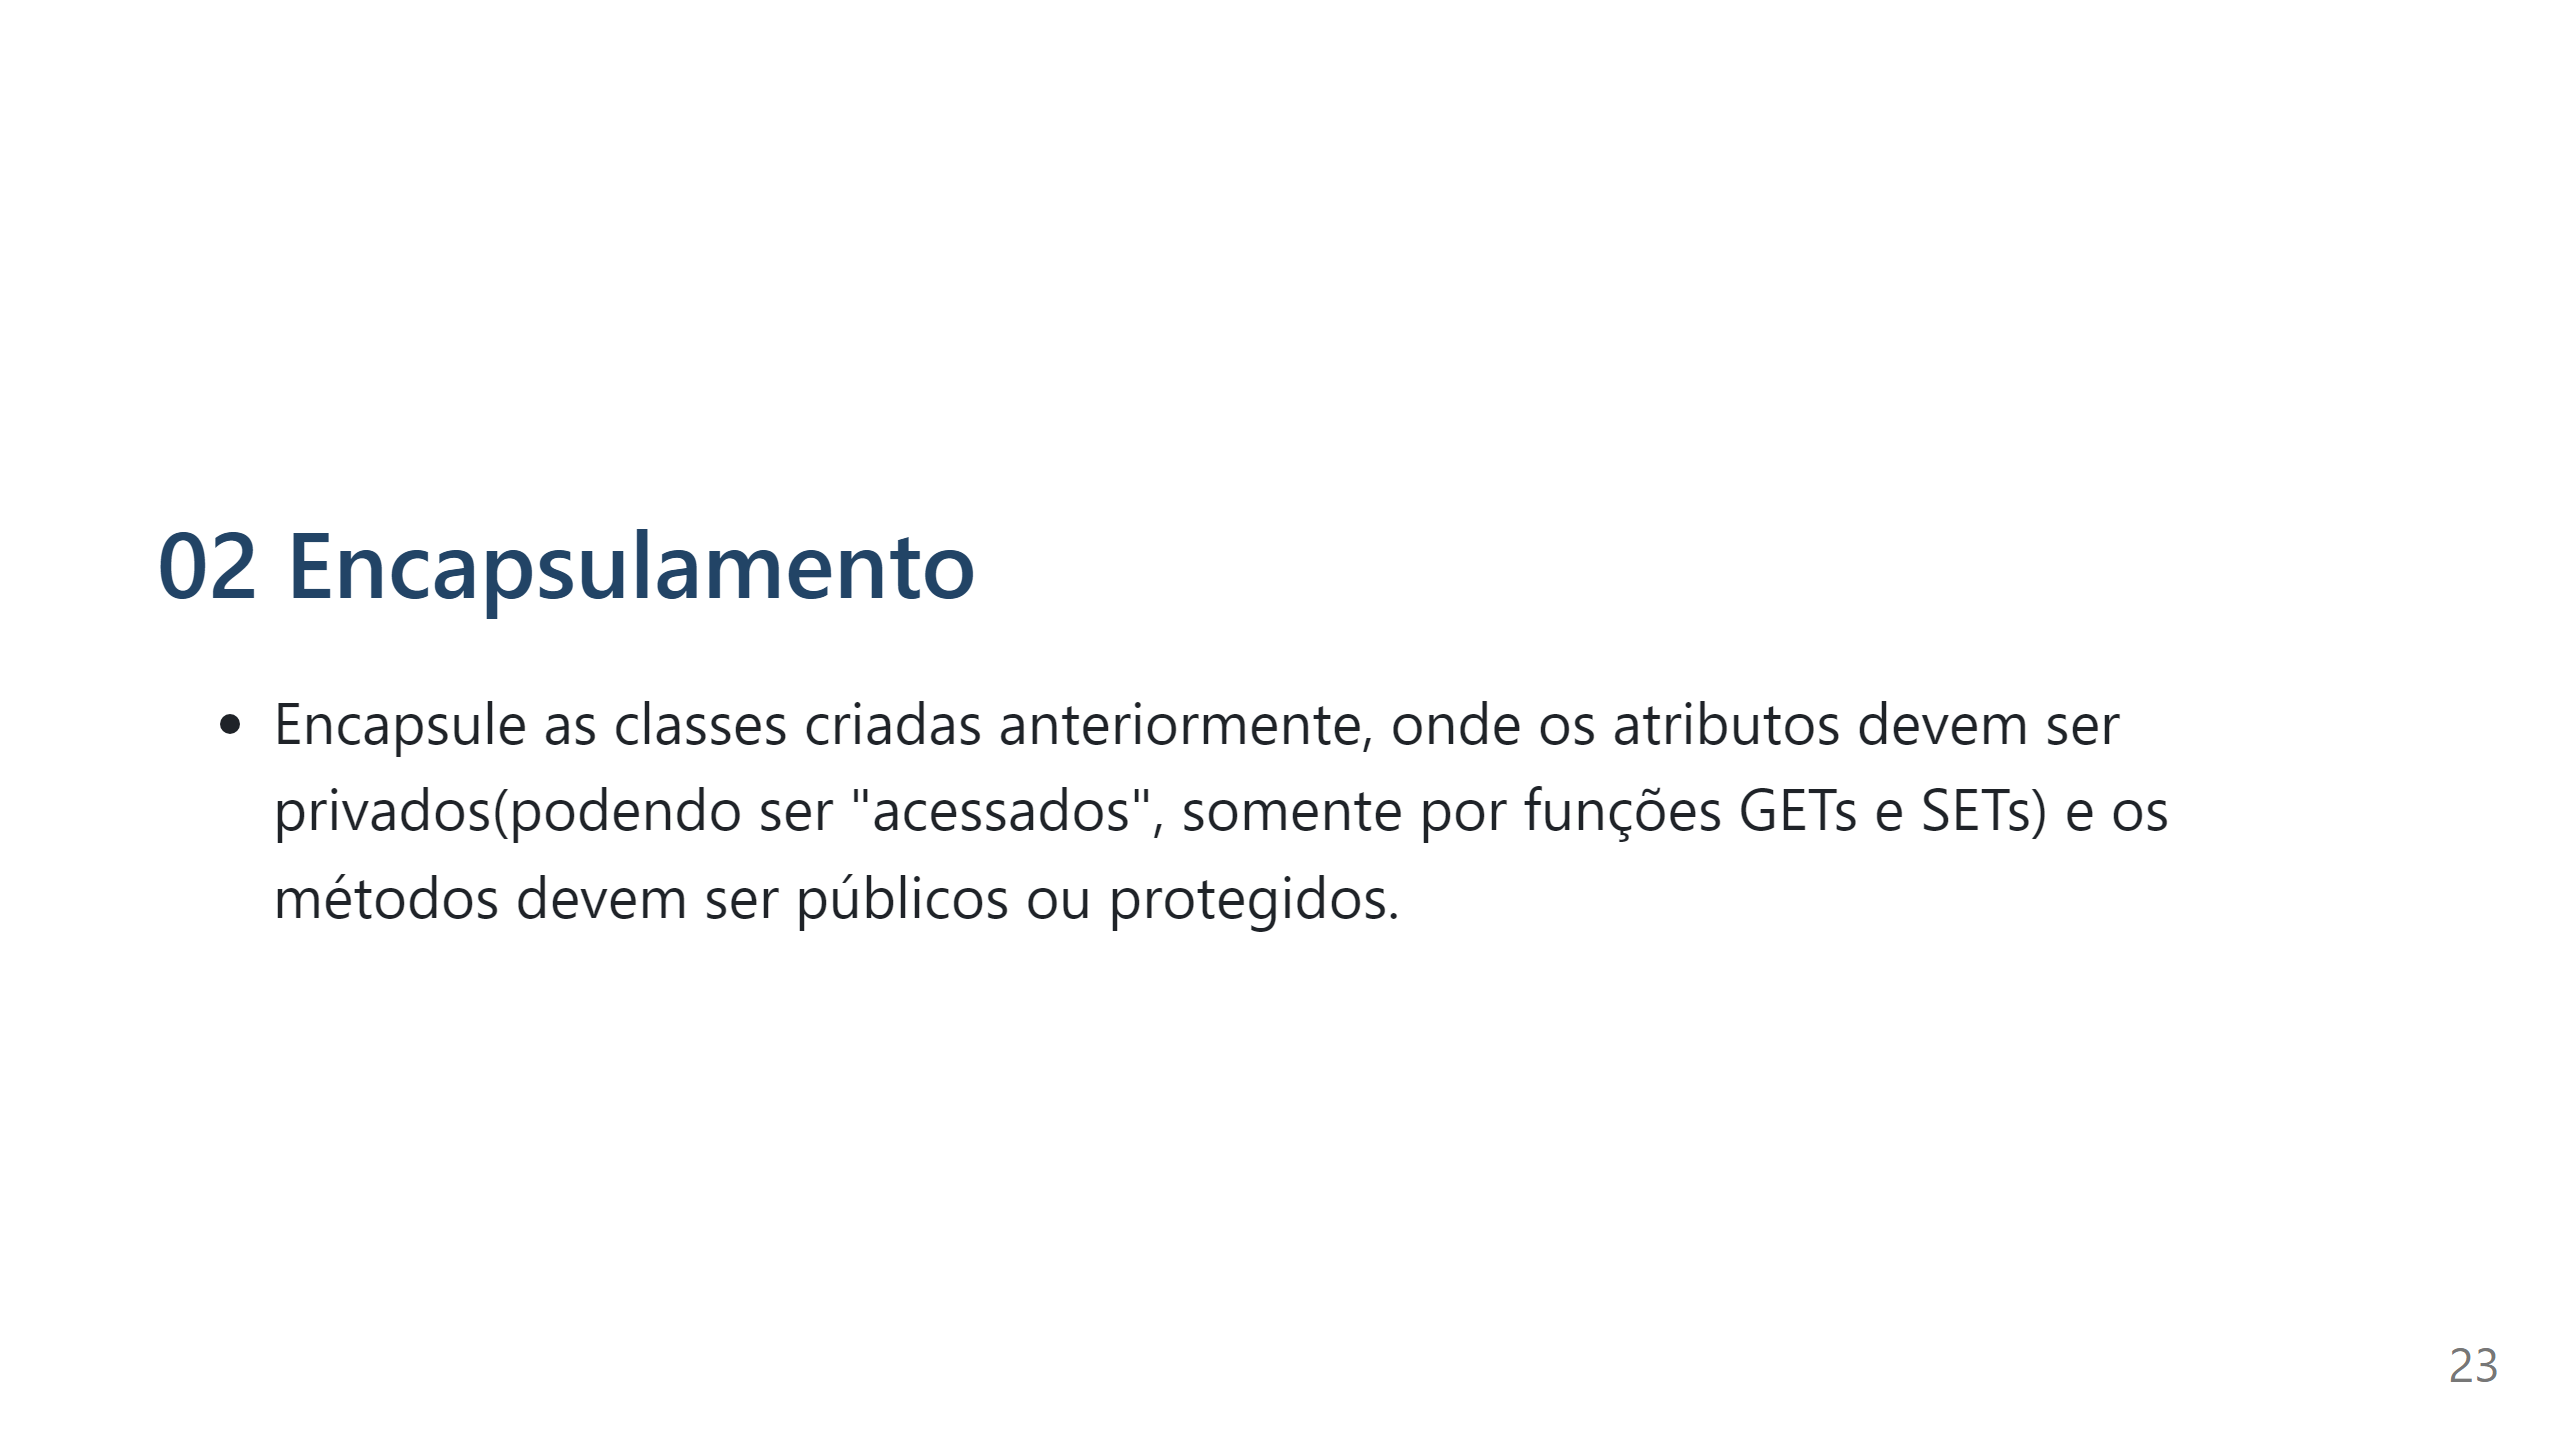 02 Encapsulamento
• Encapsule as classes criadas anteriormente, onde os atributos devem ser
privados(podendo ser "acessados", somente por funções GETs e SETs) e os
métodos devem ser públicos ou protegidos.
23